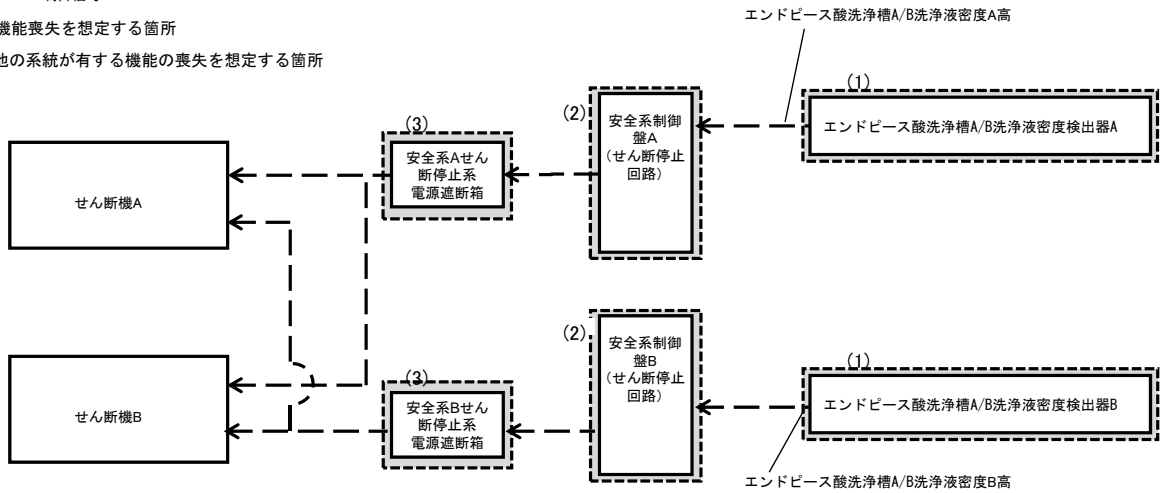 機能喪失を想定する箇所
他の系統が有する機能の喪失を想定する箇所
エンドピース酸洗浄槽A/B洗浄液密度A高
(1)
エンドピース酸洗浄槽A/B洗浄液密度検出器A
(2)
安全系制御
盤A
(せん断停止
回路)
(3)
安全系Aせん
断停止系
電源遮断箱
せん断機A
(1)
エンドピース酸洗浄槽A/B洗浄液密度検出器B
(2)
安全系制御
盤B
(せん断停止
回路)
(3)
安全系Bせん
断停止系
電源遮断箱
せん断機B
エンドピース酸洗浄槽A/B洗浄液密度B高